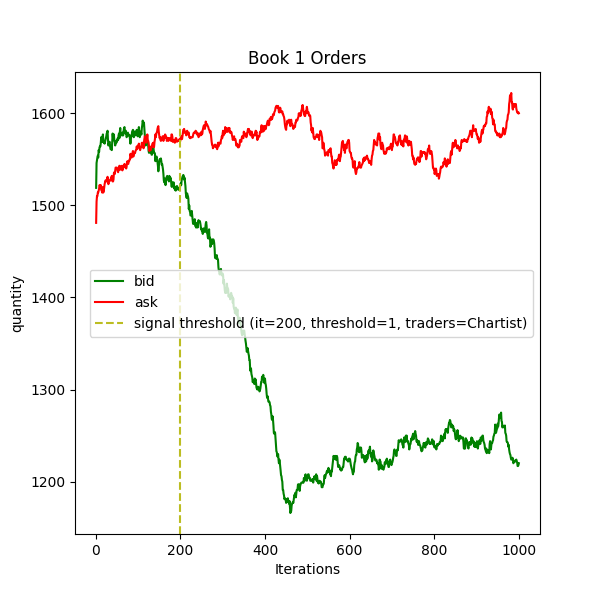 Book 1 Orders
1600
1500
1400
1300
1200
quantity
bid
ask
signal threshold (it=200, threshold=1, traders=Chartist)
0 200 400 600 800 1000
Iterations